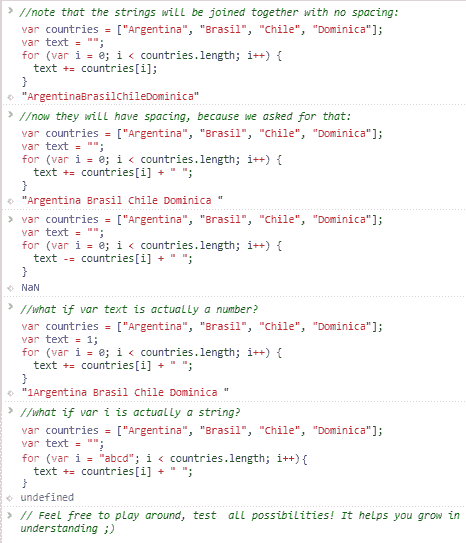 //note that the strings will be joined together with no spacing:
var countries = ["Argentina", "Brasil", "Chile", "Dominica"];
var text = "";
for (var i = 0; i < countries.length; i++) {
  text += countries[i];
}
"ArgentinaBrasilChileDominica"
//now they will have spacing, because we asked for that:
var countries = ["Argentina", "Brasil", "Chile", "Dominica"];
var text = "";
for (var i = 0; i < countries.length; i++) {
  text += countries[i] + " ";
}
"Argentina Brasil Chile Dominica "
var countries = ["Argentina", "Brasil", "Chile", "Dominica"];
var text = "";
for (var i = 0; i < countries.length; i++) {
  text -= countries[i] + " ";
}
NaN
//what if var text is actually a number?
var countries = ["Argentina", "Brasil", "Chile", "Dominica"];
var text = 1;
for (var i = 0; i < countries.length; i++) {
  text += countries[i] + " ";
}
"1Argentina Brasil Chile Dominica "
//what if var i is actually a string?
var countries = ["Argentina", "Brasil", "Chile", "Dominica"];
var text = "";
for (var i = "abcd"; i < countries.length; i++){
  text += countries[i] + " ";
}
undefined
// Feel free to play around, test  all possibilities! It helps you grow in
understanding ;)